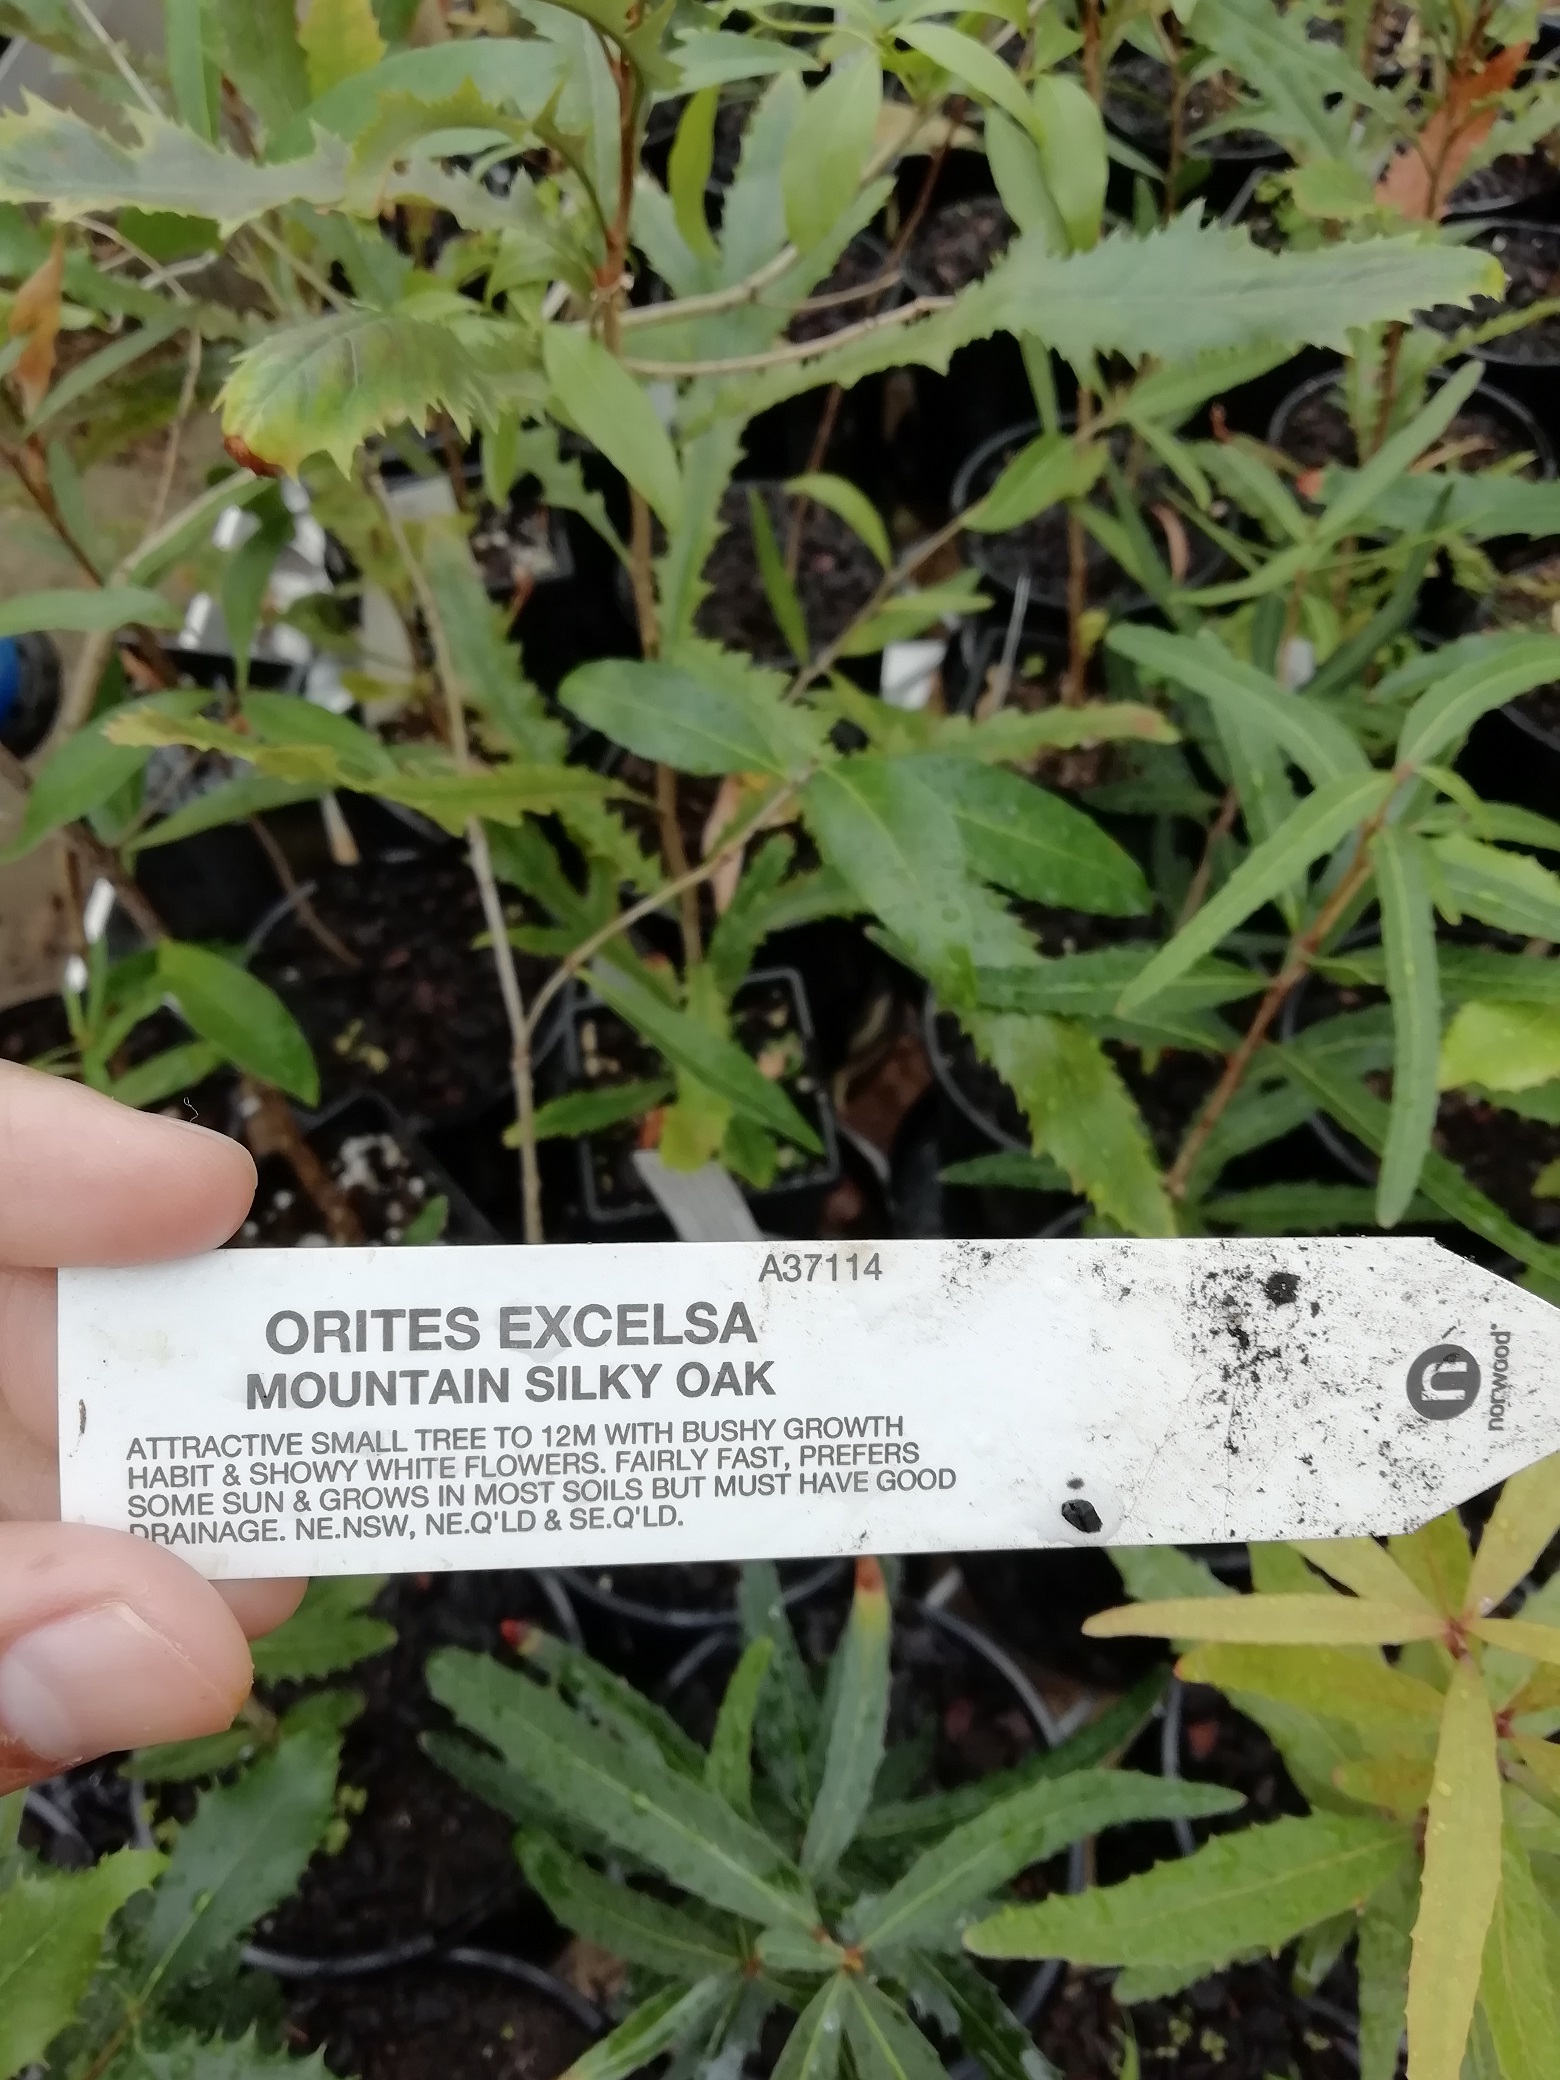 A37114
ORITES EXCELSA
MOUNTAIN SILKY OAK
ATTRACTIVE SMALL TREE TO 12M WITH BUSHY GROWTH
HABIT & SHOWY WHITE FLOWERS. FAIRLY FAST, PREFERS
SOME SUN & GROWS IN MOST SOILS BUT MUST HAVE GOOD
DRAINAGE. NE.NSW, NE.Q'LD & SE.Q'LD.
n norwood